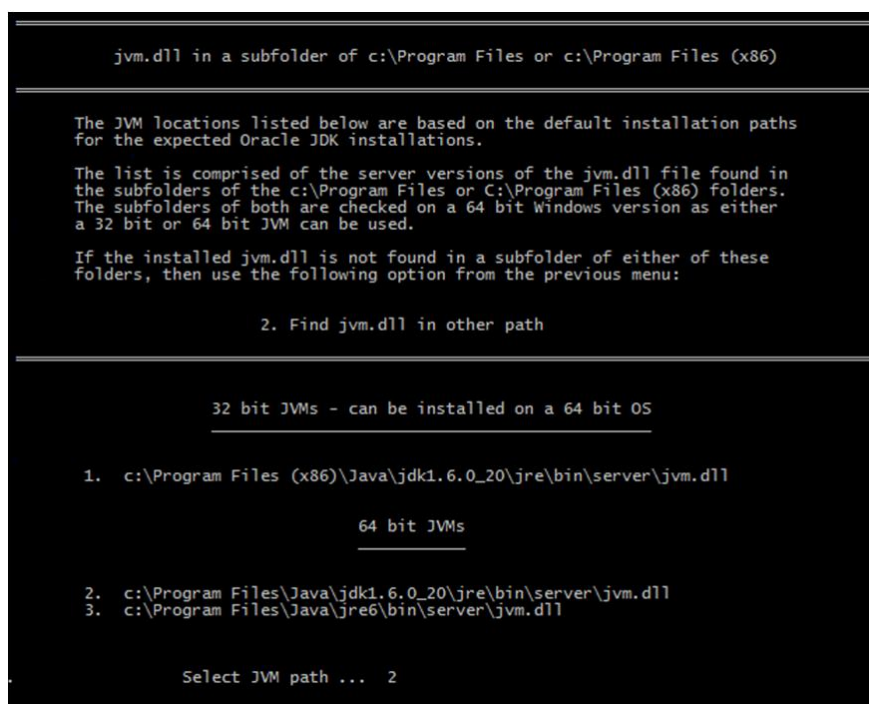 jvm.dll in a subfolder of c:\Program Files or c:\Program Files (x86)
The JVM locations listed below are based on the default installation paths
for the expected Oracle JDK installations.
The list is comprised of the server versions of the jvm.dll file found in
the subfolders of the c:\Program Files or C:\Program Files (x86) folders.
The subfolders of both are checked on a 64 bit Windows version as either
a 32 bit or 64 bit JVM can be used.
If the installed jvm.dll is not found in a subfolder of either of these
folders, then use the following option from the previous menu:
2. Find jvm.dll in other path
32 bit JVMs - can be installed on a 64 bit OS
1. c:\Program Files (x86)\Java\jdk1.6.0_20\jre\bin\server\jvm.dll
64 bit JVMs
2. c:\Program Files\Java\jdk1.6.0_20\jre\bin\server\jvm.dll
3. c:\Program Files\Java\jre6\bin\server\jvm.dll
. Select JVM path ... 2